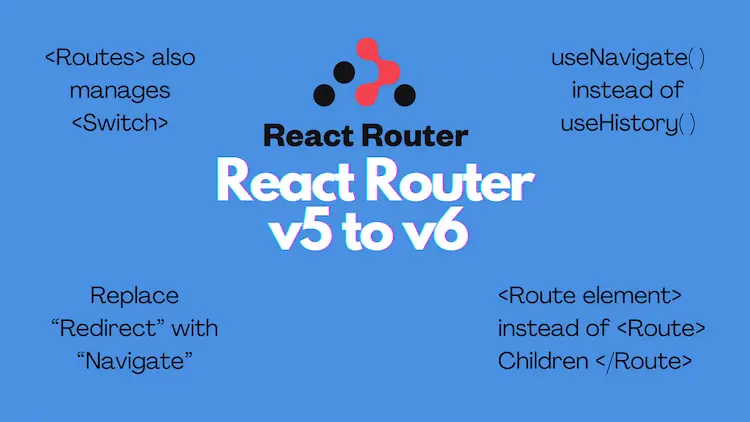 <Routes> also
manages
<Switch>
useNavigate( )
instead of
useHistory( )
React Router
React Router
v5 to v6
Replace
“Redirect” with
“Navigate”
<Route element>
instead of <Route>
Children </Route>